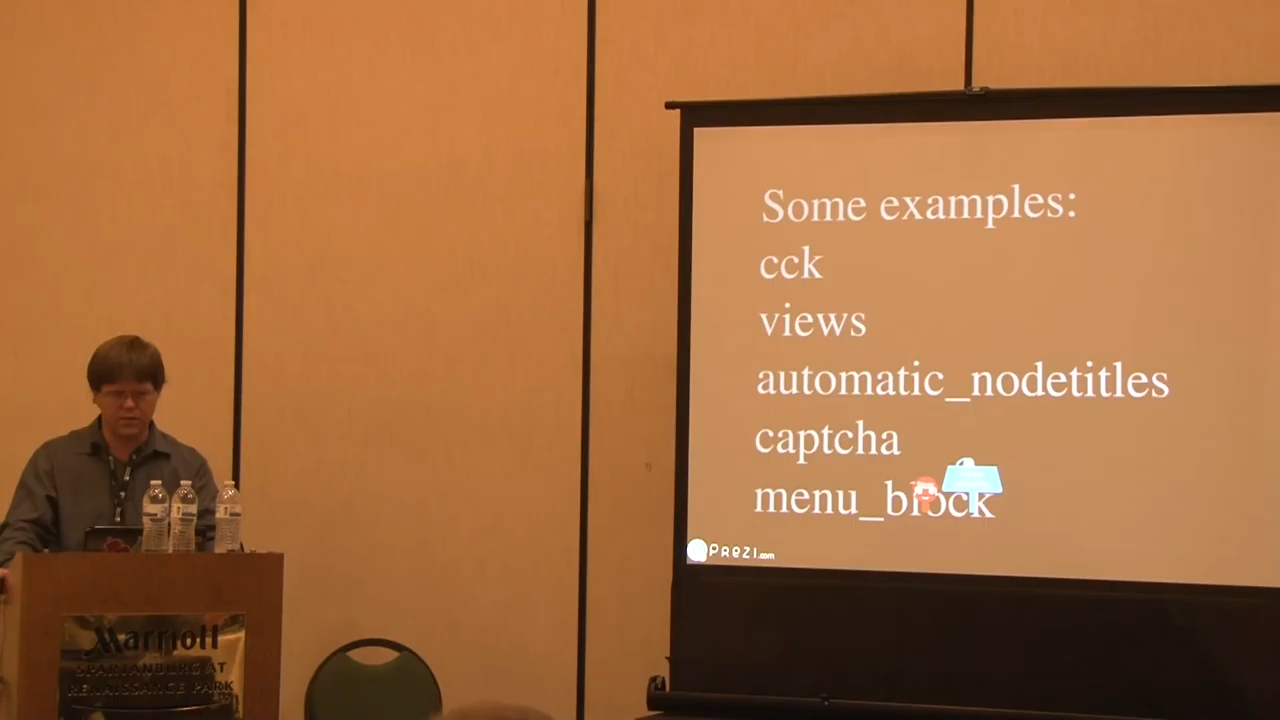 Some examples:
cck
views
automatic_nodetitles
captcha
menu_block
PREZI.com
Marriott
SPARTANBURG AT
RENAISSANCE PARK